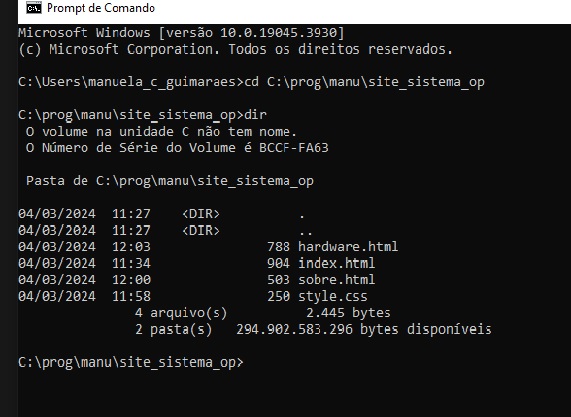 Prompt de Comando
Microsoft Windows [versão 10.0.19045.3930]
(c) Microsoft Corporation. Todos os direitos reservados.
C:\Users\manuela_c_guimaraes>cd C:\prog\manu\site_sistema_op
C:\prog\manu\site_sistema_op>dir
O volume na unidade C não tem nome.
O Número de Série do Volume é BCCF-FA63
Pasta de C:\prog\manu\site_sistema_op
04/03/2024  11:27    <DIR>          .
04/03/2024  11:27    <DIR>          ..
04/03/2024  12:03               788 hardware.html
04/03/2024  11:34               904 index.html
04/03/2024  12:00               503 sobre.html
04/03/2024  11:58               250 style.css
4 arquivo(s)          2.445 bytes
2 pasta(s)   294.902.583.296 bytes disponíveis
C:\prog\manu\site_sistema_op>